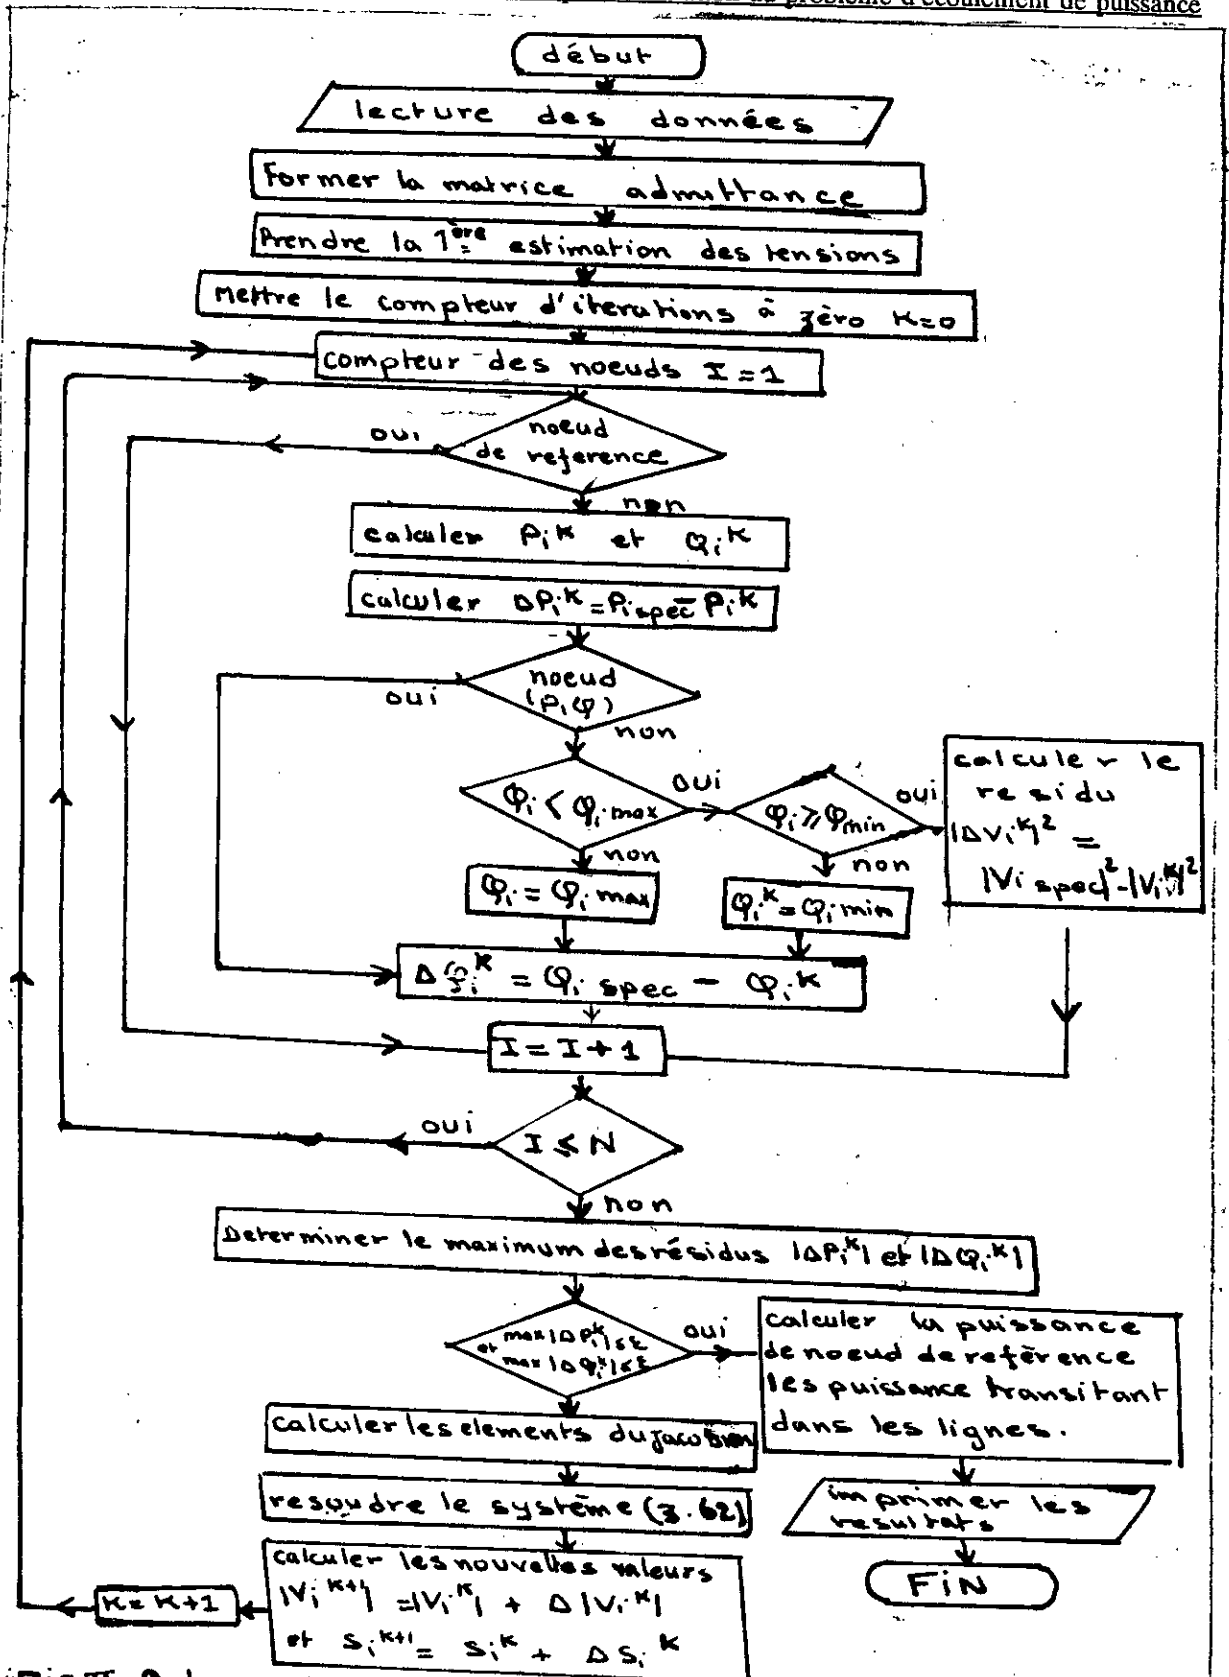 problème d'écoulement de puissance
début
lecture des données
Former la matrice admittance
Prendre la 1ère estimation des tensions
Mettre le compteur d'iterations à zéro K=0
compteur des noeuds I=1
noeud
de reference
oui
non
calculer Pi^K et Qi^K
calculer ΔPi^K = Pi spec - Pi^K
noeud
(P,Q)
oui
non
Qi < Qi max
oui
non
Qi ≥ Qmin
oui
non
calculer le
residu
|ΔVi^K|² =
|Vi spec|² - |Vi^K|²
Qi = Qi max
Qi^K = Qi min
ΔQi^K = Qi spec - Qi^K
I = I + 1
I ≤ N
oui
non
Determiner le maximum des résidus |ΔPi^K| et |ΔQi^K|
max|ΔPi^K| ≤ ε
et max|ΔQi^K| ≤ ε
oui
calculer la puissance
de noeud de refèrence
les puissance transitant
dans les lignes.
calculer les elements du jacobien
resoudre le système (3.62)
imprimer les
resultats
FiN
calculer les nouvelles valeurs
|Vi^K+1| = |Vi^K| + Δ|Vi^K|
et Si^K+1 = Si^K + ΔSi^K
K = K+1